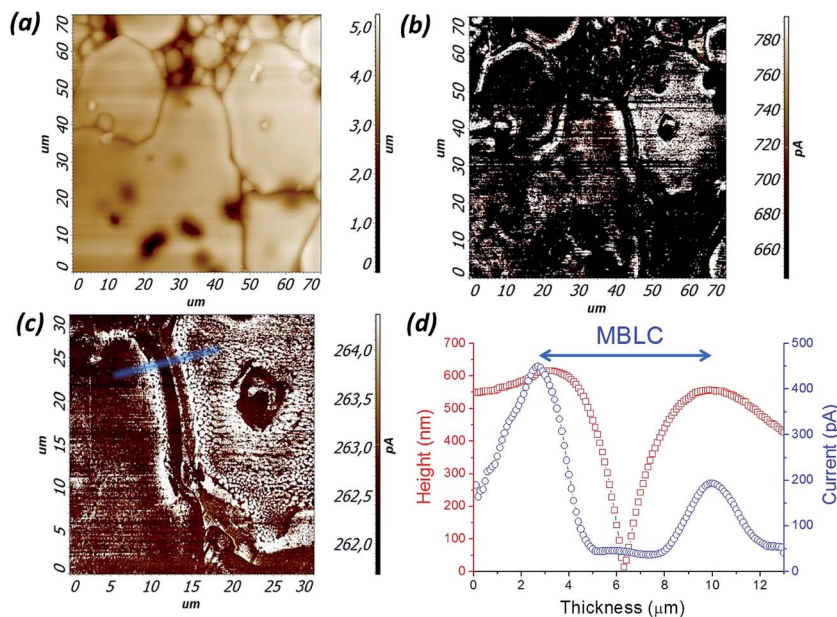 (a)
70
60
50
40
30
20
10
0
um
0 10 20 30 40 50 60 70
um
5,0
4,0
3,0
2,0
1,0
0
um
(b)
70
60
50
40
30
20
10
0
um
0 10 20 30 40 50 60 70
um
780
760
740
720
700
680
660
pA
(c)
30
25
20
15
10
5
0
um
0 5 10 15 20 25 30
um
264,0
263,5
263,0
262,5
262,0
pA
(d)
MBLC
700
600
500
400
300
200
100
0
Height (nm)
0 2 4 6 8 10 12
Thickness (μm)
500
450
400
350
300
250
200
150
100
50
0
Current (pA)